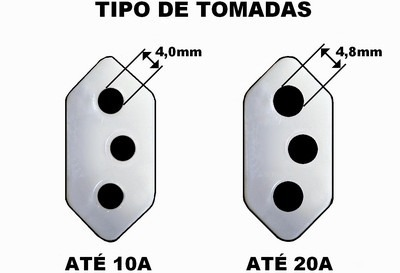 TIPO DE TOMADAS
4,0mm
4,8mm
ATÉ 10A
ATÉ 20A